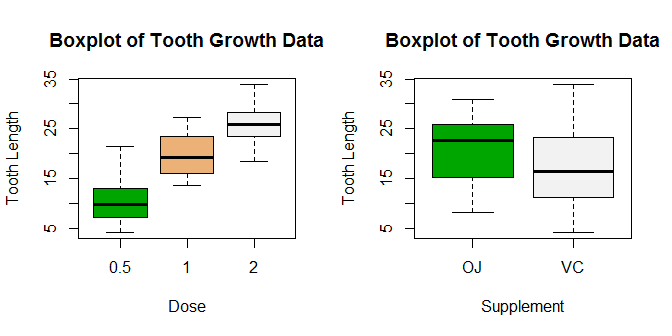 Boxplot of Tooth Growth Data
Tooth Length
35
25
15
5
0.5 1 2
Dose
Boxplot of Tooth Growth Data
Tooth Length
35
25
15
5
OJ VC
Supplement